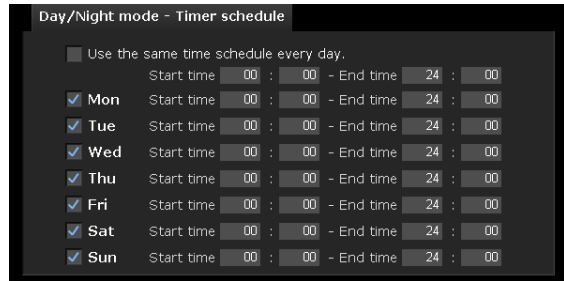 Day/Night mode - Timer schedule
Use the same time schedule every day.
Start time 00 : 00 - End time 24 : 00
Mon Start time 00 : 00 - End time 24 : 00
Tue Start time 00 : 00 - End time 24 : 00
Wed Start time 00 : 00 - End time 24 : 00
Thu Start time 00 : 00 - End time 24 : 00
Fri Start time 00 : 00 - End time 24 : 00
Sat Start time 00 : 00 - End time 24 : 00
Sun Start time 00 : 00 - End time 24 : 00